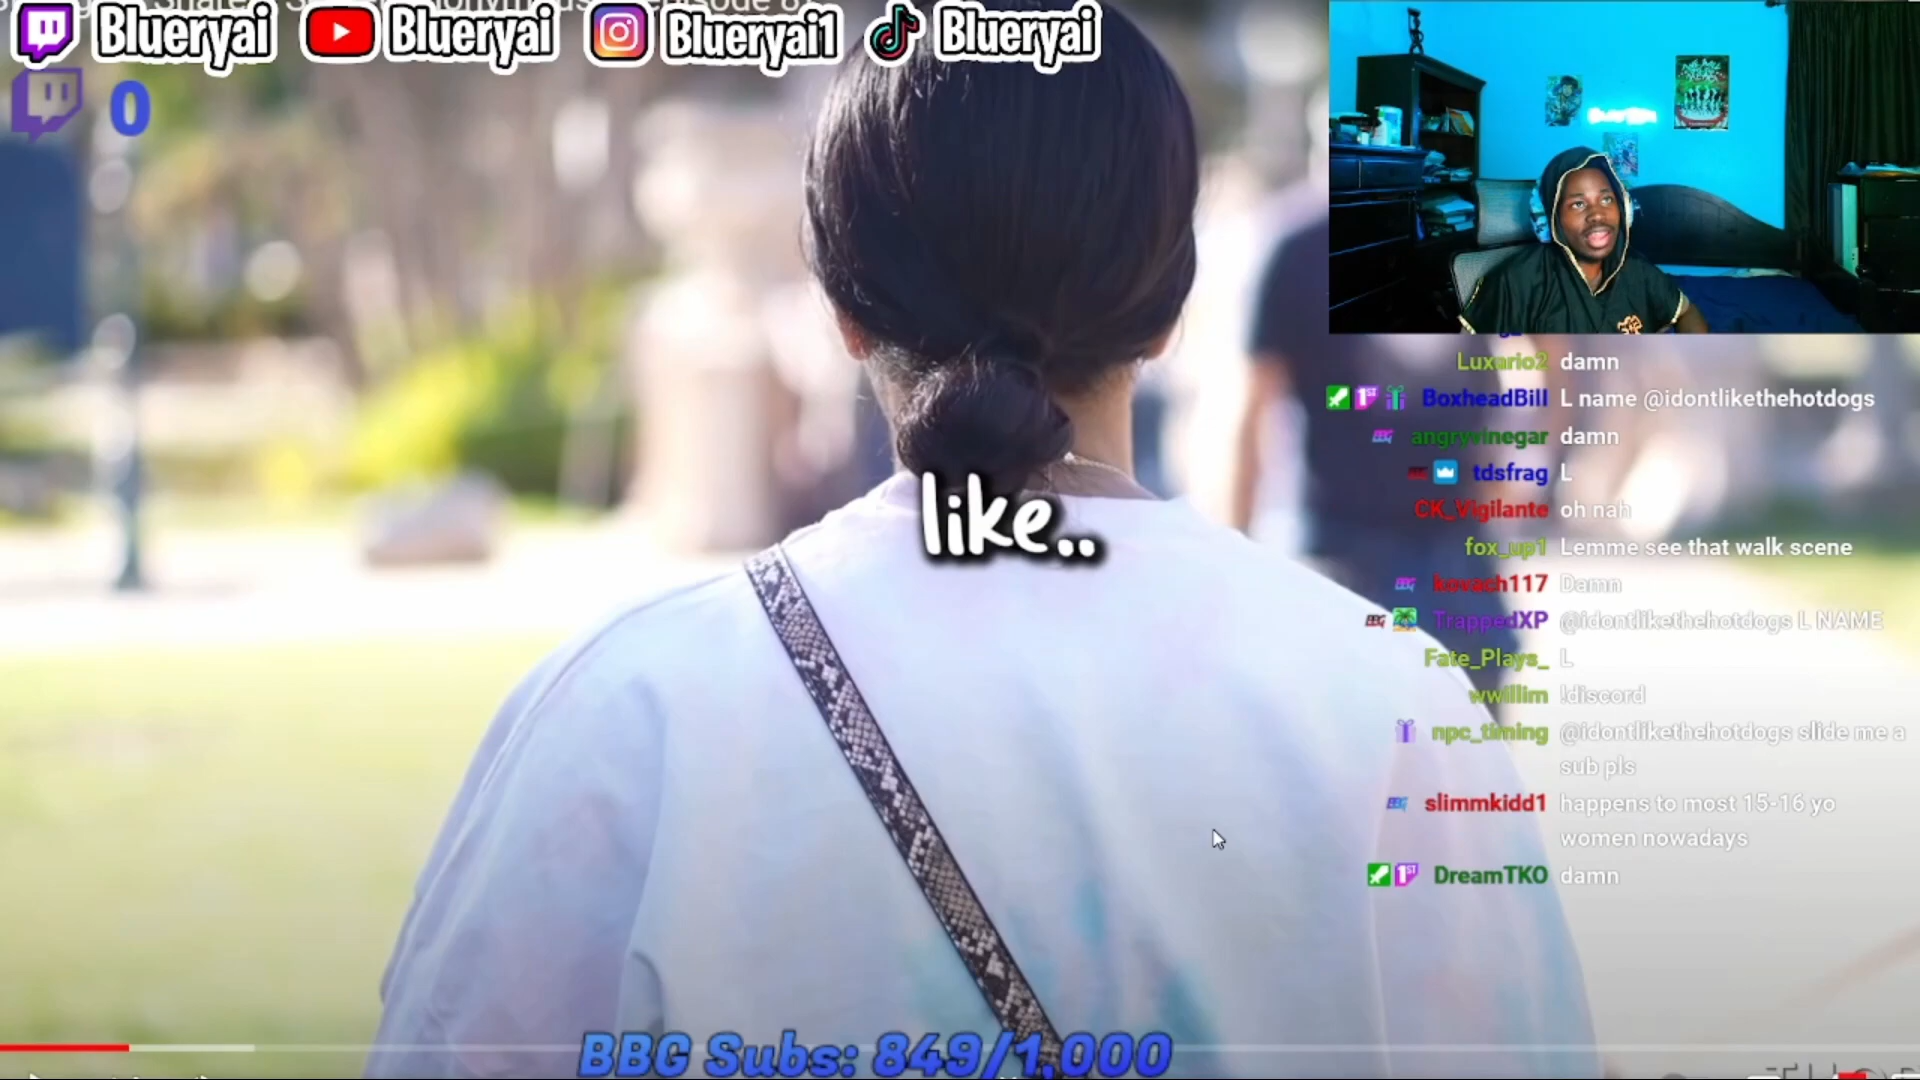 Blueryai
Blueryai
Blueryai1
Blueryai
0
like..
Luxario2 damn
BoxheadBill L name @idontlikethehotdogs
angryvinegar damn
tdsfrag L
CK_Vigilante oh nah
fox_up1 Lemme see that walk scene
kovach117 Damn
TrappedXP @idontlikethehotdogs L NAME
Fate_Plays_ L
wwillim !discord
npc_timing @idontlikethehotdogs slide me a
sub pls
slimmkidd1 happens to most 15-16 yo
women nowadays
DreamTKO damn
BBG Subs: 849/1,000